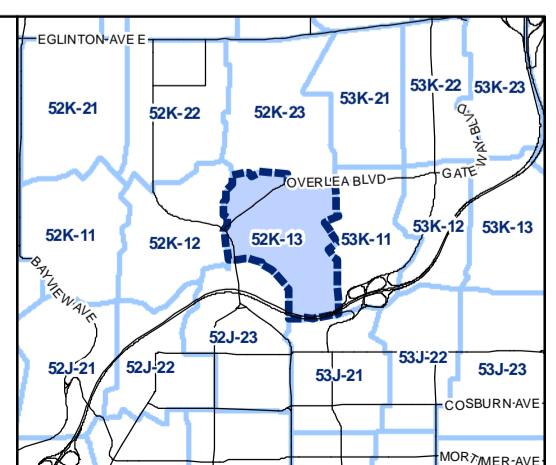 EGLINTON AVE E
52K-21
52K-22
52K-23
53K-21
53K-22
53K-23
OVERLEA BLVD
GATEWAY BLVD
52K-11
52K-12
52K-13
53K-11
53K-12
53K-13
BAYVIEW AVE
52J-21
52J-22
52J-23
53J-21
53J-22
53J-23
COSBURN AVE
MORTIMER AVE